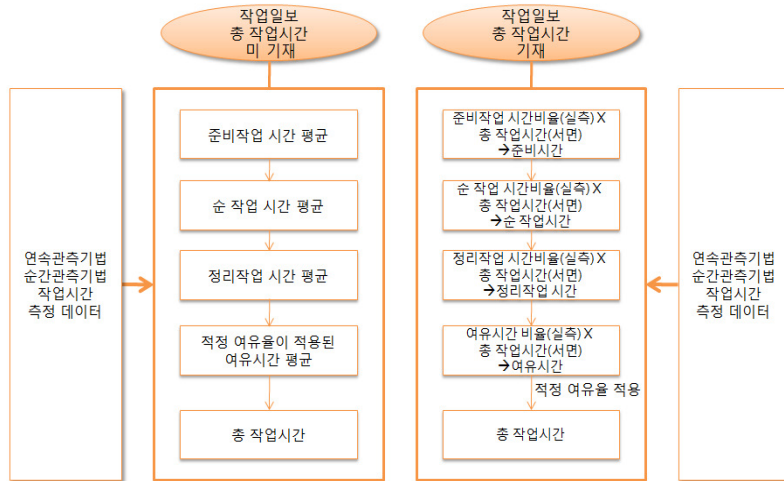 작업일보
총 작업시간
미 기재
작업일보
총 작업시간
기재
연속관측기법
순간관측기법
작업시간
측정 데이터
준비작업 시간 평균
순 작업 시간 평균
정리작업 시간 평균
적정 여유율이 적용된
여유시간 평균
총 작업시간
준비작업 시간비율(실측) X
총 작업시간(서면)
→준비시간
순 작업 시간비율(실측) X
총 작업시간(서면)
→순 작업시간
정리작업 시간비율(실측) X
총 작업시간(서면)
→정리작업 시간
여유시간 비율(실측) X
총 작업시간(서면)
→여유시간
적정 여유율 적용
총 작업시간
연속관측기법
순간관측기법
작업시간
측정 데이터